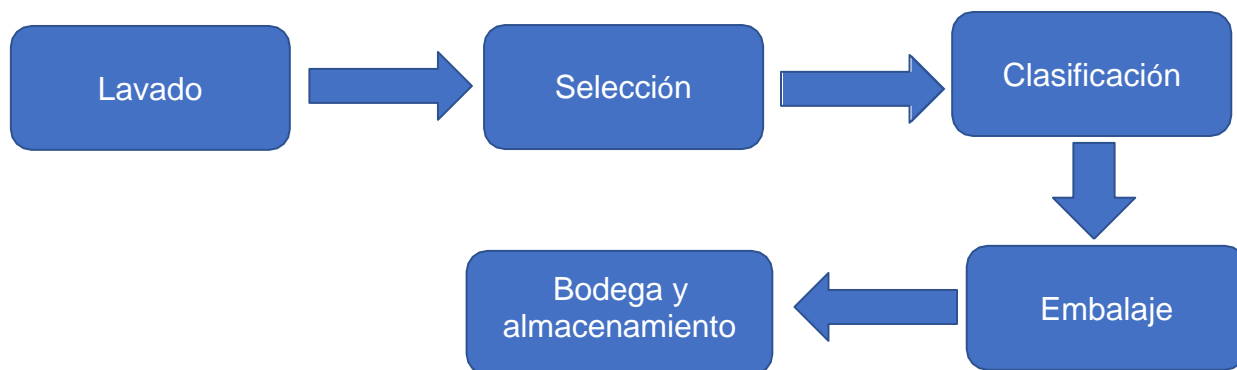 Lavado
Selección
Clasificación
Embalaje
Bodega y
almacenamiento